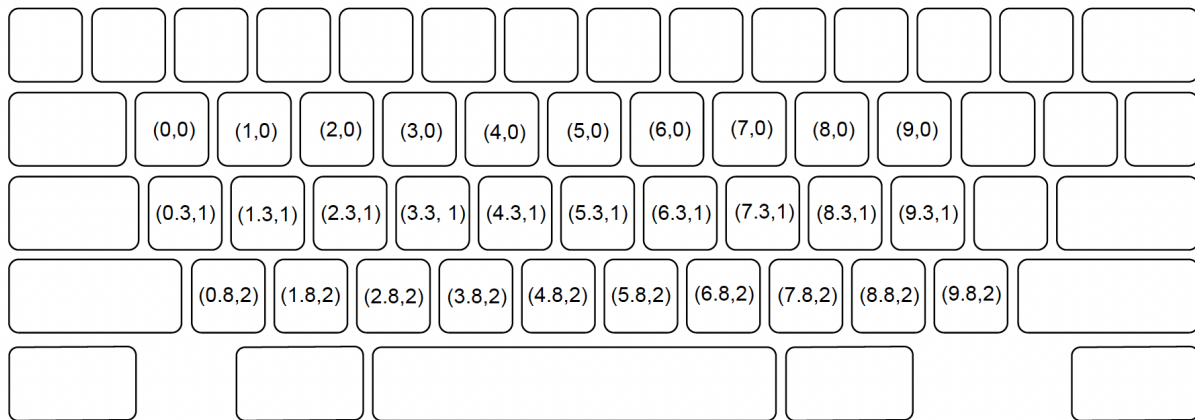 (0,0) (1,0) (2,0) (3,0) (4,0) (5,0) (6,0) (7,0) (8,0) (9,0)
(0.3,1) (1.3,1) (2.3,1) (3.3, 1) (4.3,1) (5.3,1) (6.3,1) (7.3,1) (8.3,1) (9.3,1)
(0.8,2) (1.8,2) (2.8,2) (3.8,2) (4.8,2) (5.8,2) (6.8,2) (7.8,2) (8.8,2) (9.8,2)